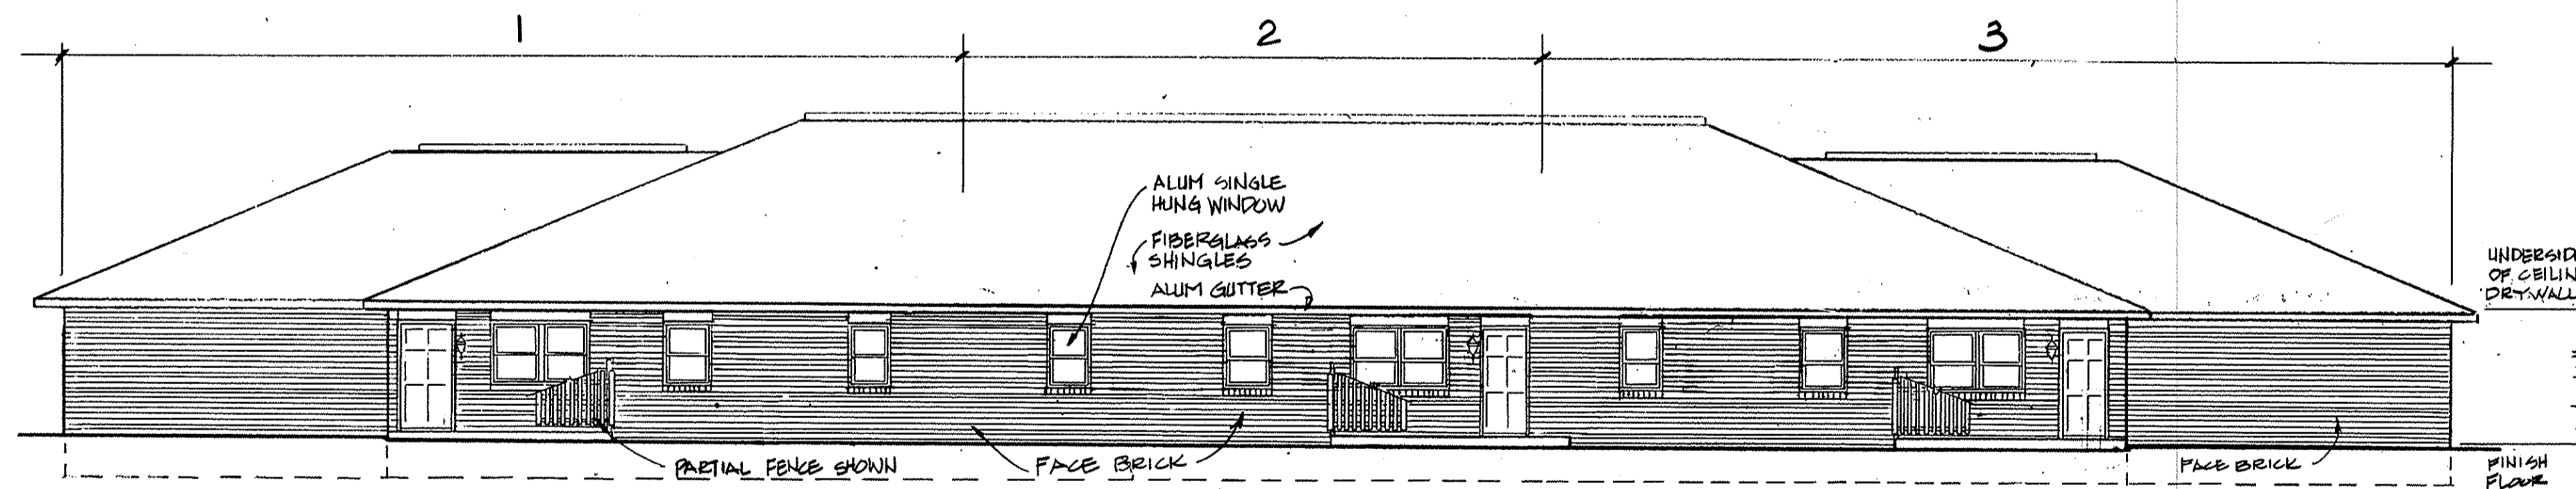 1
2
3
ALUM SINGLE
HUNG WINDOW
FIBERGLASS
SHINGLES
ALUM GUTTER
UNDERSID
OF CEILIN
DRYWALL
PARTIAL FENCE SHOWN
FACE BRICK
FACE BRICK
FINISH
FLOOR